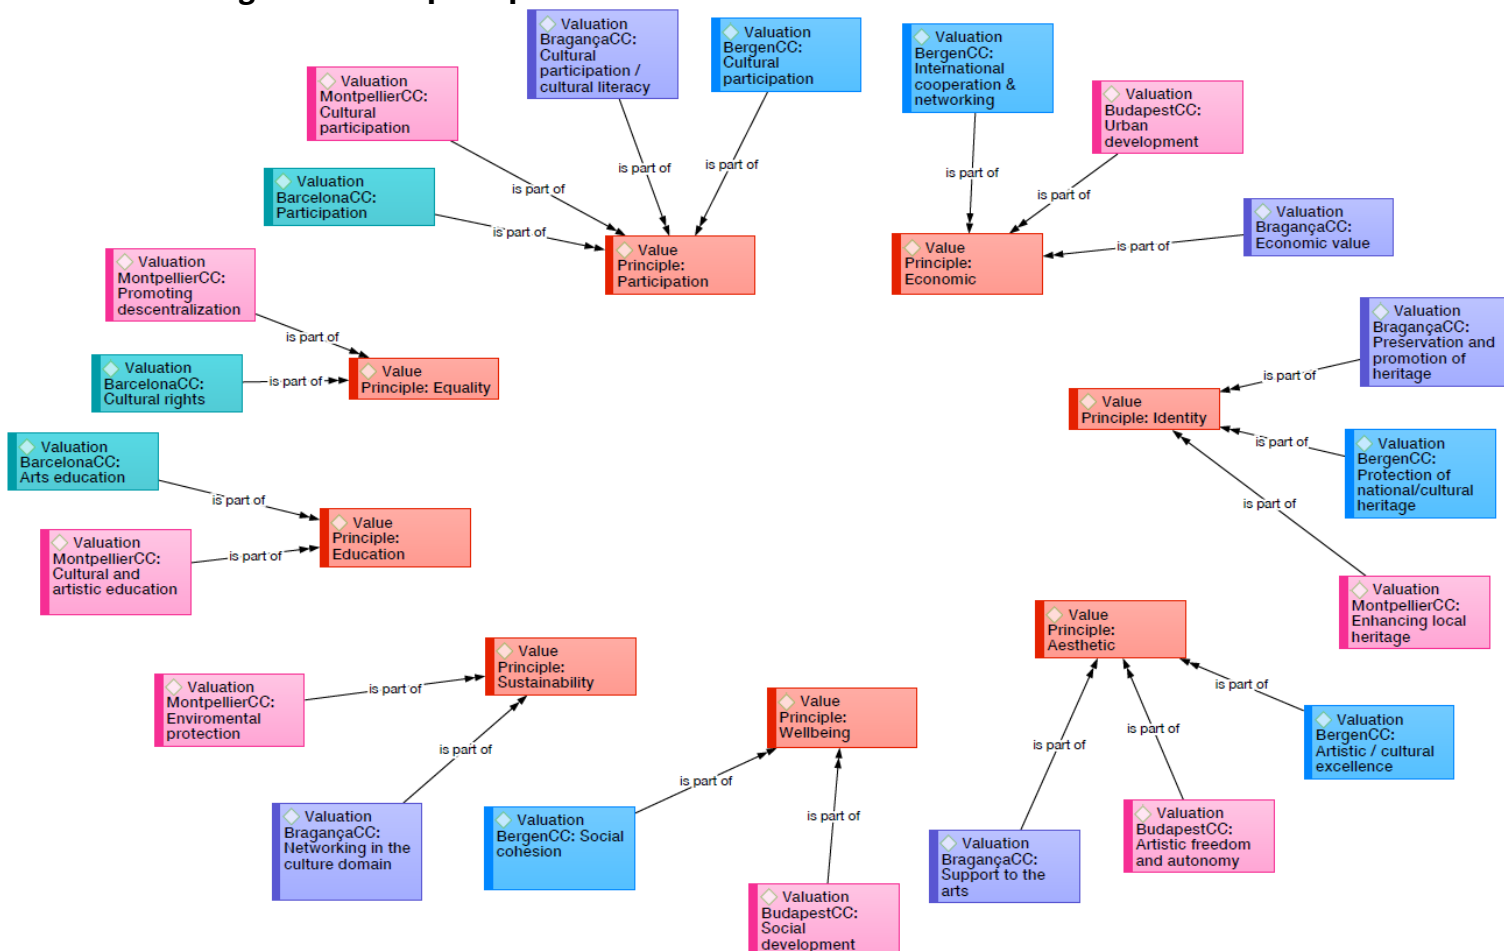 Valuation
BragançaCC:
Cultural
participation /
cultural literacy
Valuation
BergenCC:
Cultural
participation
Valuation
BergenCC:
International
cooperation &
networking
Valuation
MontpellierCC:
Cultural
participation
Valuation
BudapestCC:
Urban
development
is part of
is part of
is part of
is part of
is part of
Valuation
BarcelonaCC:
Participation
is part of
Valuation
BragançaCC:
Economic value
is part of
Value
Principle:
Participation
Value
Principle:
Economic
Valuation
MontpellierCC:
Promoting
descentralization
is part of
Valuation
BragançaCC:
Preservation and
promotion of
heritage
is part of
Valuation
BarcelonaCC:
Cultural rights
is part of
Value
Principle: Equality
Value
Principle: Identity
Valuation
BarcelonaCC:
Arts education
is part of
Valuation
BergenCC:
Protection of
national/cultural
heritage
is part of
is part of
Value
Principle:
Education
Valuation
MontpellierCC:
Cultural and
artistic education
is part of
Valuation
MontpellierCC:
Enhancing local
heritage
Value
Principle:
Aesthetic
Value
Principle:
Sustainability
Valuation
MontpellierCC:
Enviromental
protection
is part of
is part of
Value
Principle:
Wellbeing
Valuation
BergenCC:
Artistic / cultural
excellence
is part of
is part of
is part of
is part of
Valuation
BragançaCC:
Networking in the
culture domain
Valuation
BergenCC: Social
cohesion
is part of
Valuation
BudapestCC:
Artistic freedom
and autonomy
Valuation
BragançaCC:
Support to the
arts
Valuation
BudapestCC:
Social
development